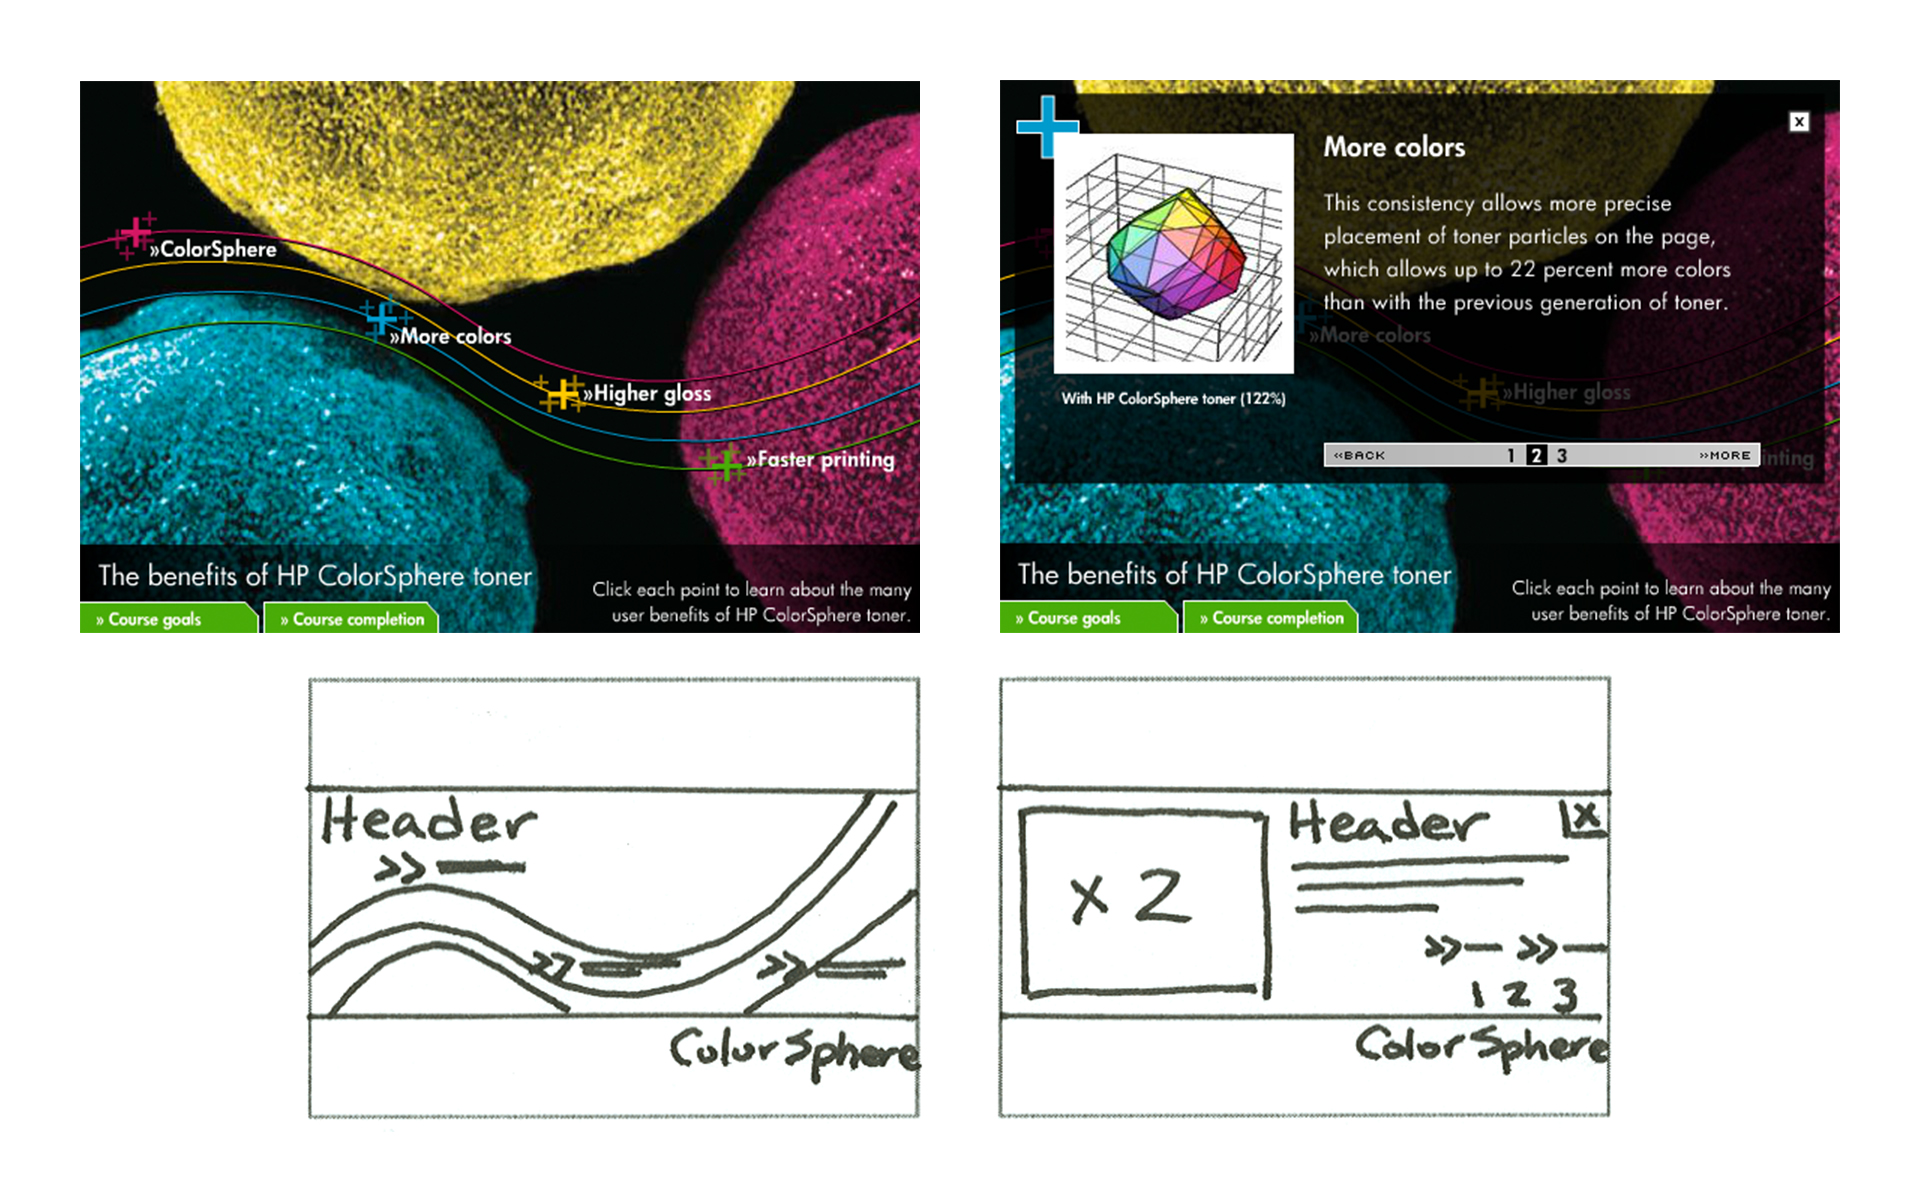 »ColorSphere
»More colors
»Higher gloss
»Faster printing
The benefits of HP ColorSphere toner
Click each point to learn about the many
user benefits of HP ColorSphere toner.
» Course goals
» Course completion
x
More colors
This consistency allows more precise
placement of toner particles on the page,
which allows up to 22 percent more colors
than with the previous generation of toner.
»More colors
»Higher gloss
With HP ColorSphere toner (122%)
«BACK 1 2 3 »MORE
inting
The benefits of HP ColorSphere toner
Click each point to learn about the many
user benefits of HP ColorSphere toner.
» Course goals
» Course completion
Header
»
»
»
ColorSphere
x 2
Header
x
» »
1 2 3
ColorSphere